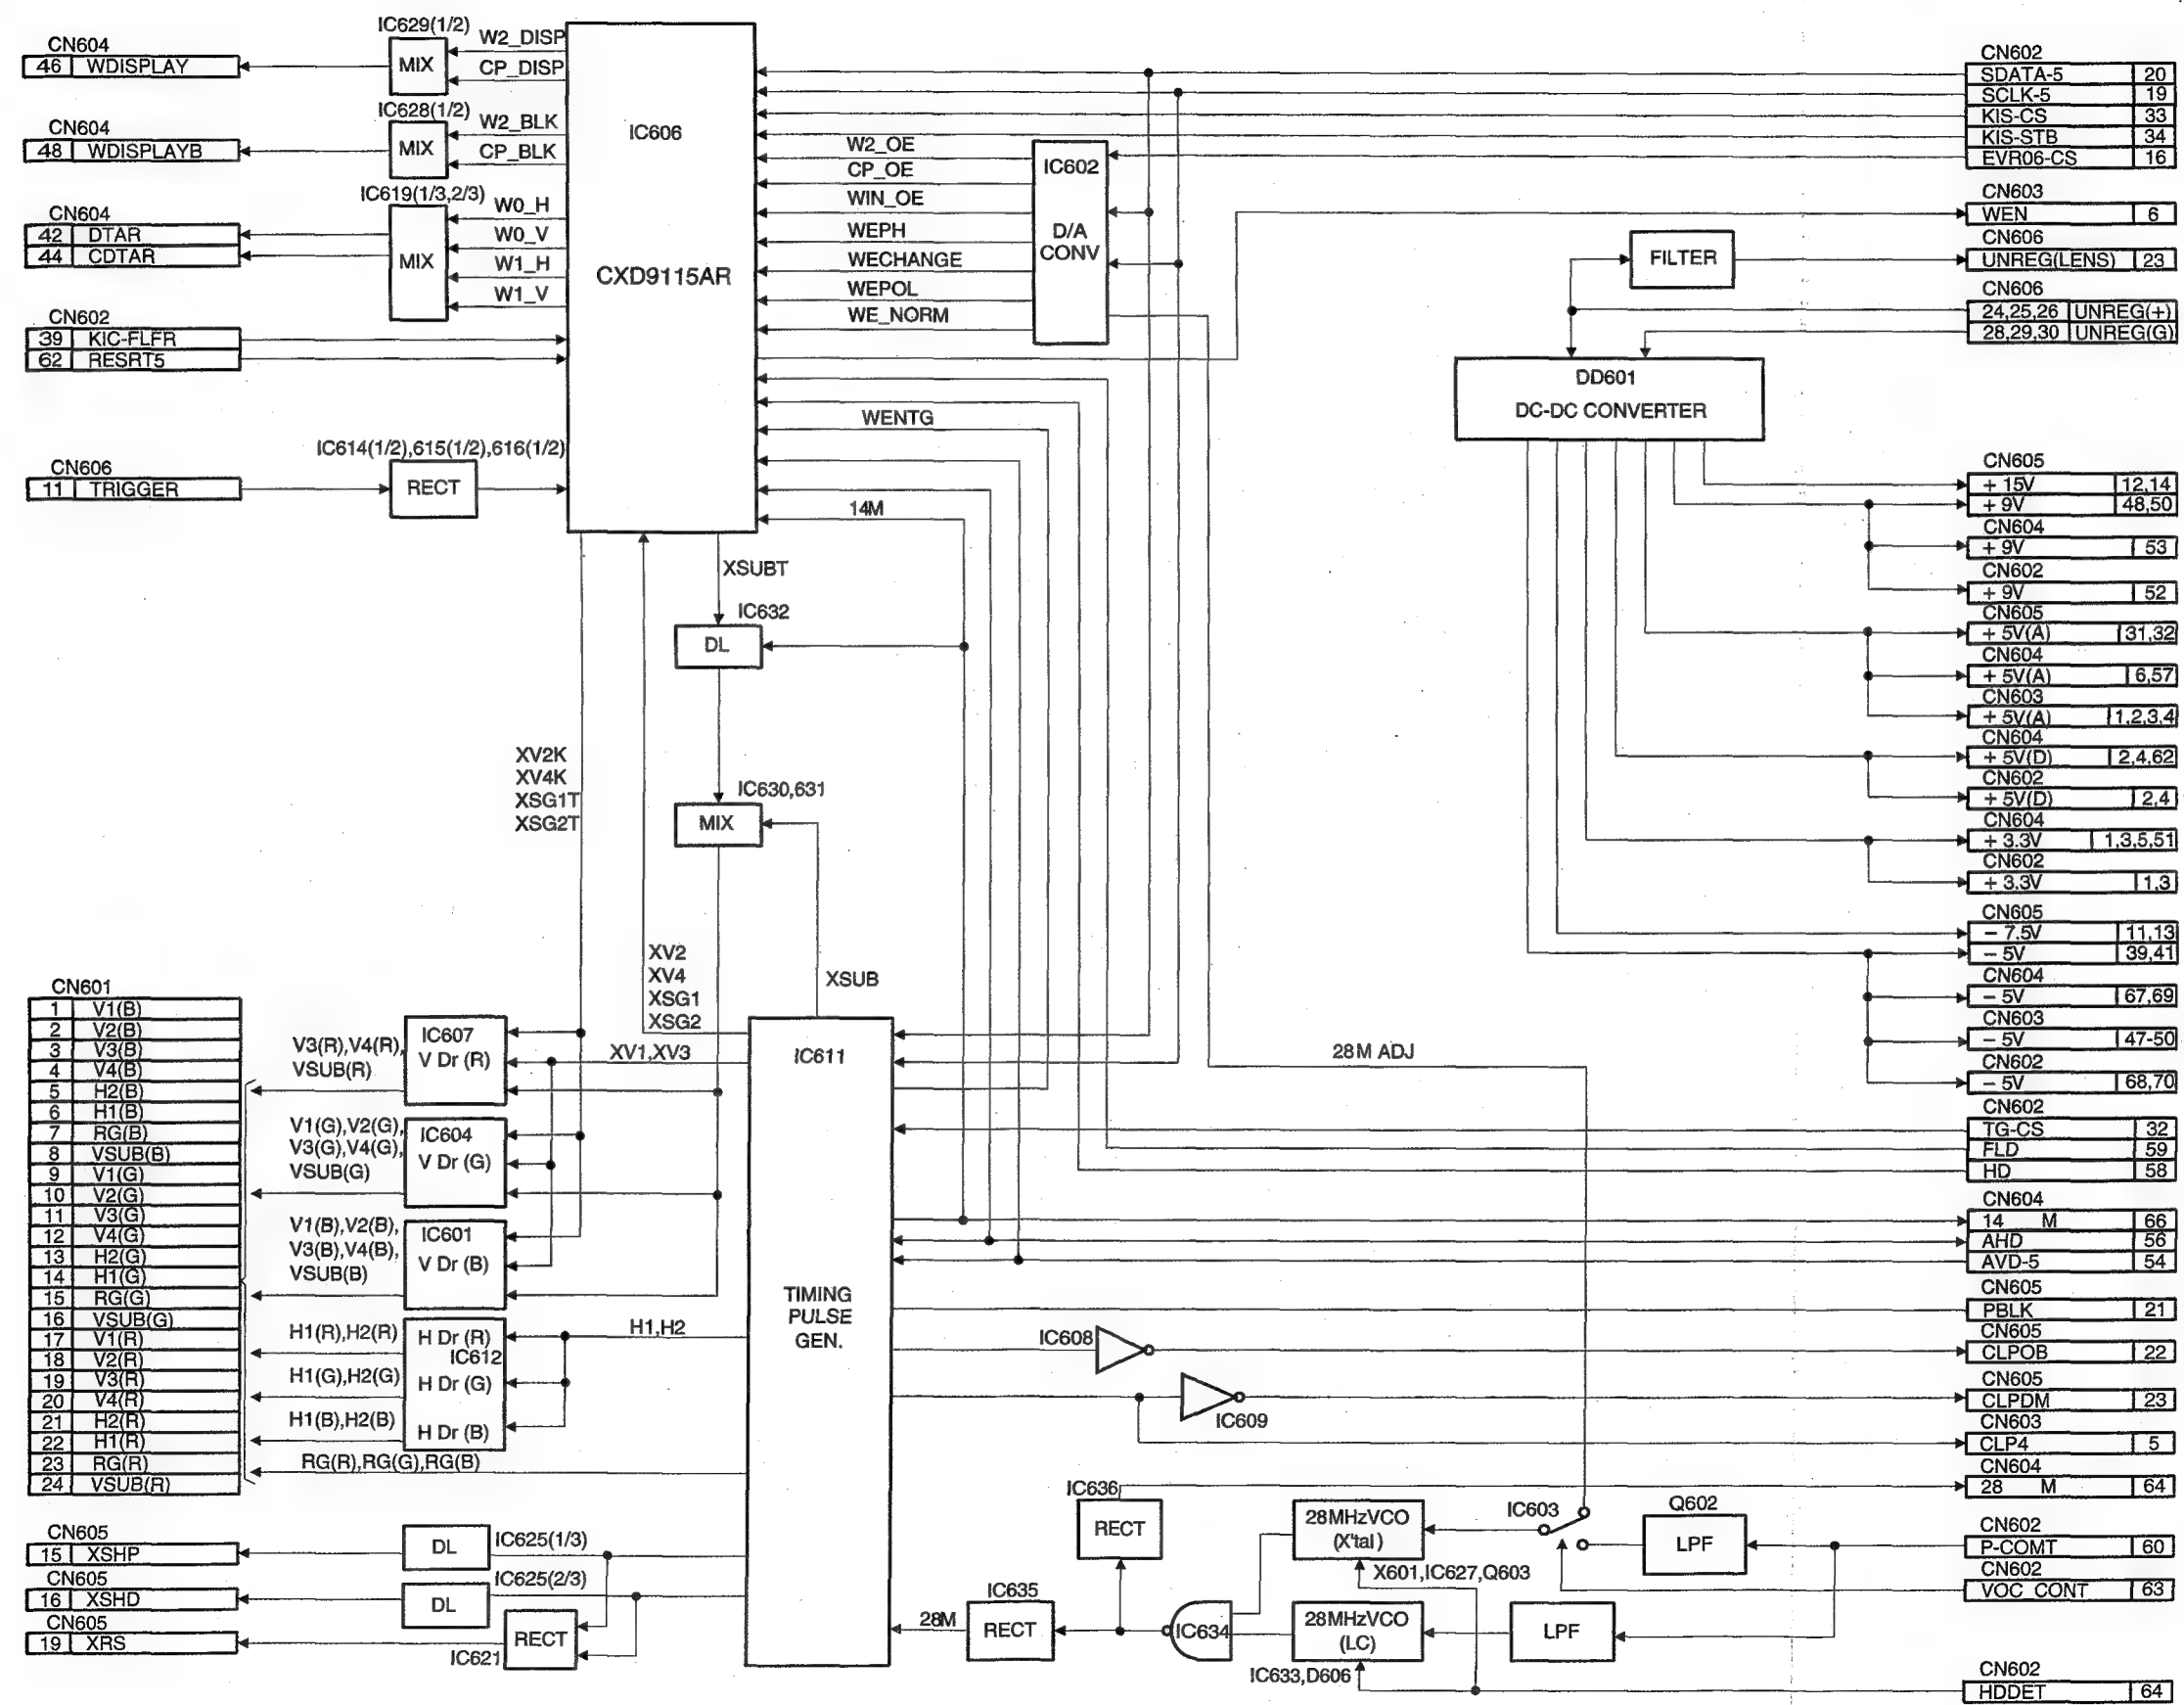 IC629(1/2)
CN604
46 WDISPLAY
MIX
W2_DISP
CP_DISP
IC628(1/2)
CN604
48 WDISPLAYB
MIX
W2_BLK
CP_BLK
IC619(1/3,2/3)
CN604
42 DTAR
44 CDTAR
MIX
W0_H
W0_V
W1_H
W1_V
CN602
39 KIC-FLFR
62 RESRT5
IC614(1/2),615(1/2),616(1/2)
CN606
11 TRIGGER
RECT
IC606
CXD9115AR
W2_OE
CP_OE
WIN_OE
WEPH
WECHANGE
WEPOL
WE_NORM
WENTG
14M
IC602
D/A
CONV
CN602
SDATA-5 20
SCLK-5 19
KIS-CS 33
KIS-STB 34
EVR06-CS 16
CN603
WEN 6
CN606
UNREG(LENS) 23
FILTER
CN606
24,25,26 UNREG(+)
28,29,30 UNREG(G)
DD601
DC-DC CONVERTER
CN605
+ 15V 12,14
+ 9V 48,50
CN604
+ 9V 53
CN602
+ 9V 52
CN605
+ 5V(A) 31,32
CN604
+ 5V(A) 6,57
CN603
+ 5V(A) 1,2,3,4
CN604
+ 5V(D) 2,4,62
CN602
+ 5V(D) 2,4
CN604
+ 3.3V 1,3,5,51
CN602
+ 3.3V 1,3
CN605
− 7.5V 11,13
− 5V 39,41
CN604
− 5V 67,69
CN603
− 5V 47-50
CN602
− 5V 68,70
CN602
TG-CS 32
FLD 59
HD 58
CN604
14 M 66
AHD 56
AVD-5 54
CN605
PBLK 21
CN605
CLPOB 22
CN605
CLPDM 23
CN603
CLP4 5
CN604
28 M 64
CN602
P-COMT 60
CN602
VOC_CONT 63
CN602
HDDET 64
XSUBT
IC632
DL
IC630,631
MIX
XV2K
XV4K
XSG1T
XSG2T
XV2
XV4
XSG1
XSG2
XSUB
CN601
1 V1(B)
2 V2(B)
3 V3(B)
4 V4(B)
5 H2(B)
6 H1(B)
7 RG(B)
8 VSUB(B)
9 V1(G)
10 V2(G)
11 V3(G)
12 V4(G)
13 H2(G)
14 H1(G)
15 RG(G)
16 VSUB(G)
17 V1(R)
18 V2(R)
19 V3(R)
20 V4(R)
21 H2(R)
22 H1(R)
23 RG(R)
24 VSUB(R)
V3(R),V4(R),
VSUB(R)
IC607
V Dr (R)
XV1,XV3
V1(G),V2(G),
V3(G),V4(G),
VSUB(G)
IC604
V Dr (G)
V1(B),V2(B),
V3(B),V4(B),
VSUB(B)
IC601
V Dr (B)
H1(R),H2(R)
H1(G),H2(G)
H1(B),H2(B)
H Dr (R)
IC612
H Dr (G)
H Dr (B)
H1,H2
RG(R),RG(G),RG(B)
IC611
TIMING
PULSE
GEN.
28M ADJ
IC608
IC609
CN605
15 XSHP
DL
IC625(1/3)
CN605
16 XSHD
DL
IC625(2/3)
CN605
19 XRS
RECT
IC621
IC636
RECT
28M
IC635
RECT
IC634
28MHzVCO
(X'tal)
X601,IC627,Q603
28MHzVCO
(LC)
IC633,D606
IC603
Q602
LPF
LPF